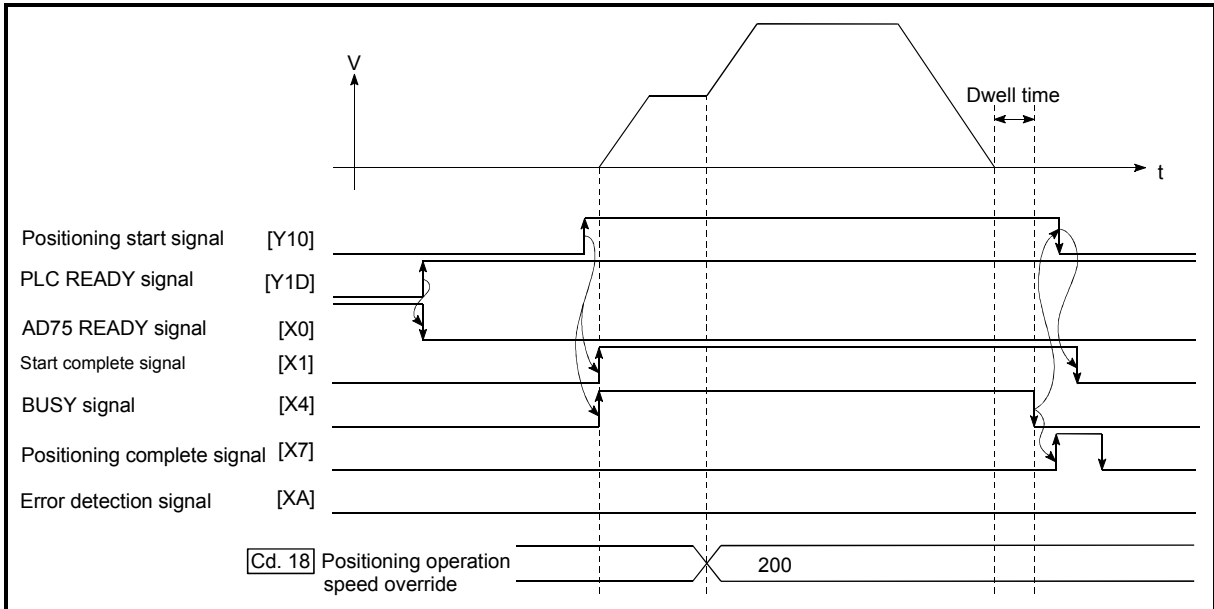 V
Dwell time
t
Positioning start signal [Y10]
PLC READY signal [Y1D]
AD75 READY signal [X0]
Start complete signal [X1]
BUSY signal [X4]
Positioning complete signal [X7]
Error detection signal [XA]
Cd. 18 Positioning operation
speed override
200